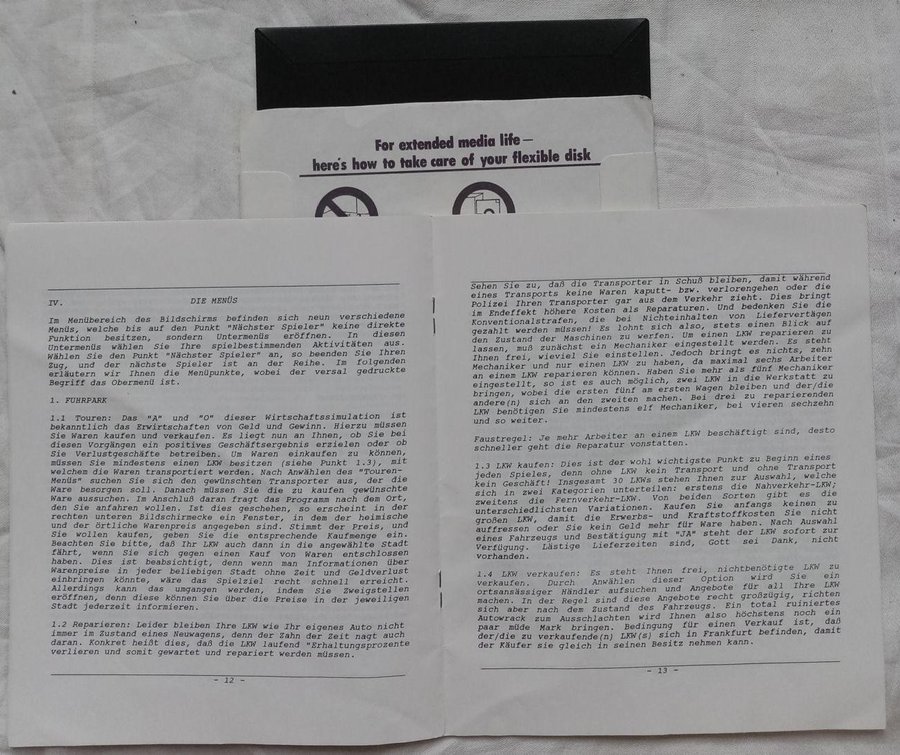 For extended media life—
here's how to take care of your flexible disk
IV. DIE MENÜS
Im Menübereich des Bildschirms befinden sich neun verschiedene
Menüs, welche bis auf den Punkt "Nächster Spieler" keine direkte
Funktion besitzen, sondern Untermenüs eröffnen. In diesen
Untermenüs wählen Sie Ihre spielbestimmenden Aktivitäten aus.
Wählen Sie den Punkt "Nächster Spieler" an, so beenden Sie Ihren
Zug, und der nächste Spieler ist an der Reihe. Im folgenden
erläutern wir Ihnen die Menüpunkte, wobei der versal gedruckte
Begriff das Obermenü ist.
1. FUHRPARK
1.1 Touren: Das "A" und "O" dieser Wirtschaftssimulation ist
bekanntlich das Erwirtschaften von Geld und Gewinn. Hierzu müssen
Sie Waren kaufen und verkaufen. Es liegt nun an Ihnen, ob Sie bei
diesen Vorgängen ein positives Geschäftsergebnis erzielen oder ob
Sie Verlustgeschäfte betreiben. Um Waren einkaufen zu können,
müssen Sie mindestens einen LKW besitzen (siehe Punkt 1.3), mit
welchem die Waren transportiert werden. Nach Anwählen des "Touren-
Menüs" suchen Sie sich den gewünschten Transporter aus, der die
Ware besorgen soll. Danach müssen Sie die zu kaufen gewünschte
Ware aussuchen. Im Anschluß daran fragt das Programm nach dem Ort,
den Sie anfahren wollen. Ist dies geschehen, so erscheint in der
rechten unteren Bildschirmecke ein Fenster, in dem der heimische
und der örtliche Warenpreis angegeben sind. Stimmt der Preis, und
Sie wollen kaufen, geben Sie die entsprechende Kaufmenge ein.
Beachten Sie bitte, daß Ihr LKW auch dann in die angewählte Stadt
fährt, wenn Sie sich gegen einen Kauf von Waren entschlossen
haben. Dies ist beabsichtigt, denn wenn man Informationen über
Warenpreise in jeder beliebigen Stadt ohne Zeit und Geldverlust
einbringen könnte, wäre das Spielziel recht schnell erreicht.
Allerdings kann das umgangen werden, indem Sie Zweigstellen
eröffnen, denn diese können Sie über die Preise in der jeweiligen
Stadt jederzeit informieren.
1.2 Reparieren: Leider bleiben Ihre LKW wie Ihr eigenes Auto nicht
immer im Zustand eines Neuwagens, denn der Zahn der Zeit nagt auch
daran. Konkret heißt dies, daß die LKW laufend "Erhaltungsprozente
verlieren und somit gewartet und repariert werden müssen.
- 12 -
Sehen Sie zu, daß die Transporter in Schuß bleiben, damit während
eines Transports keine Waren kaputt- bzw. verlorengehen oder die
Polizei Ihren Transporter gar aus dem Verkehr zieht. Dies bringt
im Endeffekt höhere Kosten als Reparaturen. Und bedenken Sie die
Konventionalstrafen, die bei Nichteinhalten von Lieferverträgen
gezahlt werden müssen! Es lohnt sich also, stets einen Blick auf
den Zustand der Maschinen zu werfen. Um einen LKW reparieren zu
lassen, muß zunächst ein Mechaniker eingestellt werden. Es steht
Ihnen frei, wieviel Sie einstellen. Jedoch bringt es nichts, zehn
Mechaniker und nur einen LKW zu haben, da maximal sechs Arbeiter
an einem LKW reparieren können. Haben Sie mehr als fünf Mechaniker
eingestellt, so ist es auch möglich, zwei LKW in die Werkstatt zu
bringen, wobei die ersten fünf am ersten Wagen bleiben und der/die
andere(n) sich an den zweiten machen. Bei drei zu reparierenden
LKW benötigen Sie mindestens elf Mechaniker, bei vieren sechzehn
und so weiter.
Faustregel: Je mehr Arbeiter an einem LKW beschäftigt sind, desto
schneller geht die Reparatur vonstatten.
1.3 LKW kaufen: Dies ist der wohl wichtigste Punkt zu Beginn eines
jeden Spieles, denn ohne LKW kein Transport und ohne Transport
kein Geschäft! Insgesamt 30 LKWs stehen Ihnen zur Auswahl, welche
sich in zwei Kategorien unterteilen: erstens die Nahverkehr-LKW;
zweitens die Fernverkehr-LKW. Von beiden Sorten gibt es die
unterschiedlichsten Variationen. Kaufen Sie anfangs keinen zu
großen LKW, damit die Erwerbs- und Kraftstoffkosten Sie nicht
auffressen oder Sie kein Geld mehr für Ware haben. Nach Auswahl
eines Fahrzeugs und Bestätigung mit "JA" steht der LKW sofort zur
Verfügung. Lästige Lieferzeiten sind, Gott sei Dank, nicht
vorhanden.
1.4 LKW verkaufen: Es steht Ihnen frei, nichtbenötigte LKW zu
verkaufen. Durch Anwählen dieser Option wird Sie ein
ortsansässiger Händler aufsuchen und Angebote für all Ihre LKW
machen. In der Regel sind diese Angebote recht großzügig, richten
sich aber nach dem Zustand des Fahrzeugs. Ein total ruiniertes
Autowrack zum Ausschlachten wird Ihnen also höchstens noch ein
paar müde Mark bringen. Bedingung für einen Verkauf ist, daß
der/die zu verkaufende(n) LKW(s) sich in Frankfurt befinden, damit
der Käufer sie gleich in seinen Besitz nehmen kann.
- 13 -